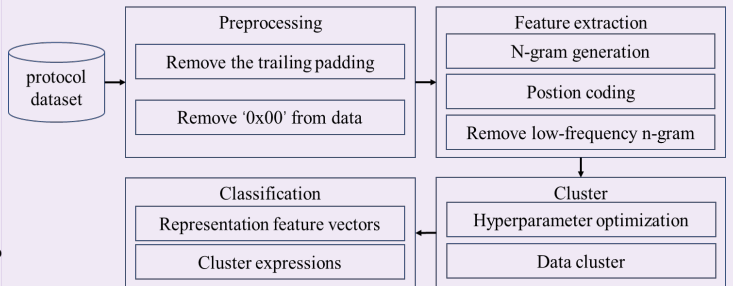 protocol
dataset
Preprocessing
Remove the trailing padding
Remove ‘0x00’ from data
Feature extraction
N-gram generation
Postion coding
Remove low-frequency n-gram
Classification
Representation feature vectors
Cluster expressions
Cluster
Hyperparameter optimization
Data cluster